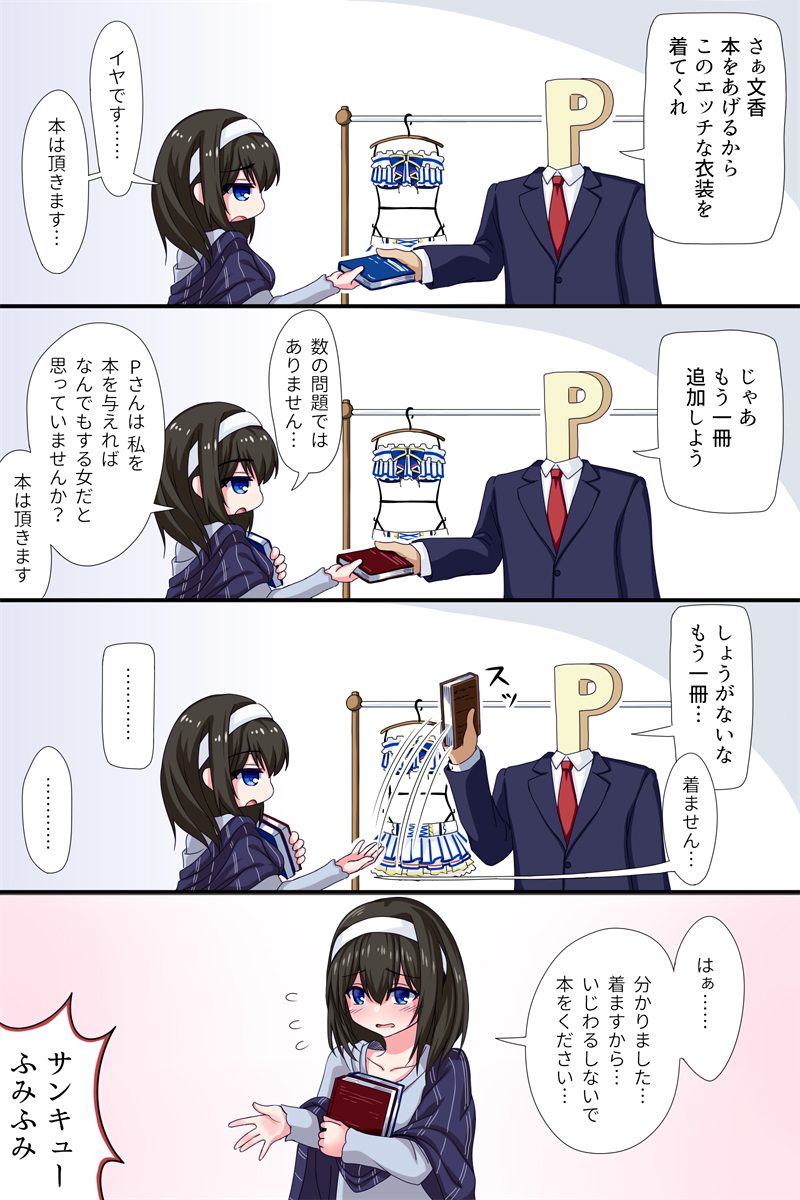 さぁ文香
本をあげるから
このエッチな衣装を
着てくれ
P
イヤです……
本は頂きます…
じゃあ
もう一冊
追加しよう
P
数の問題では
ありません…
Pさんは 私を
本を与えれば
なんでもする女だと
思っていませんか?
本は頂きます
しょうがないな
もう一冊…
P
着ません…
スッ
…………
…………
はぁ……
分かりました…
着ますから…
いじわるしないで
本をください…
サンキュー
ふみふみ